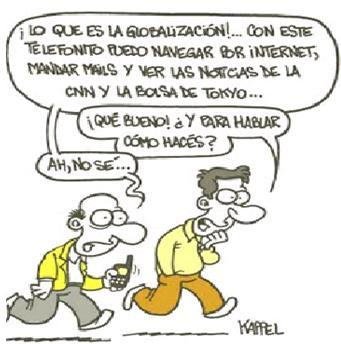 ¡LO QUE ES LA GLOBALIZACIÓN!... CON ESTE
TELEFONITO PUEDO NAVEGAR POR INTERNET,
MANDAR MAILS Y VER LAS NOTICIAS DE LA
CNN Y LA BOLSA DE TOKYO...
¡QUÉ BUENO! ¿Y PARA HABLAR
CÓMO HACÉS?
AH, NO SÉ...
KAPPEL